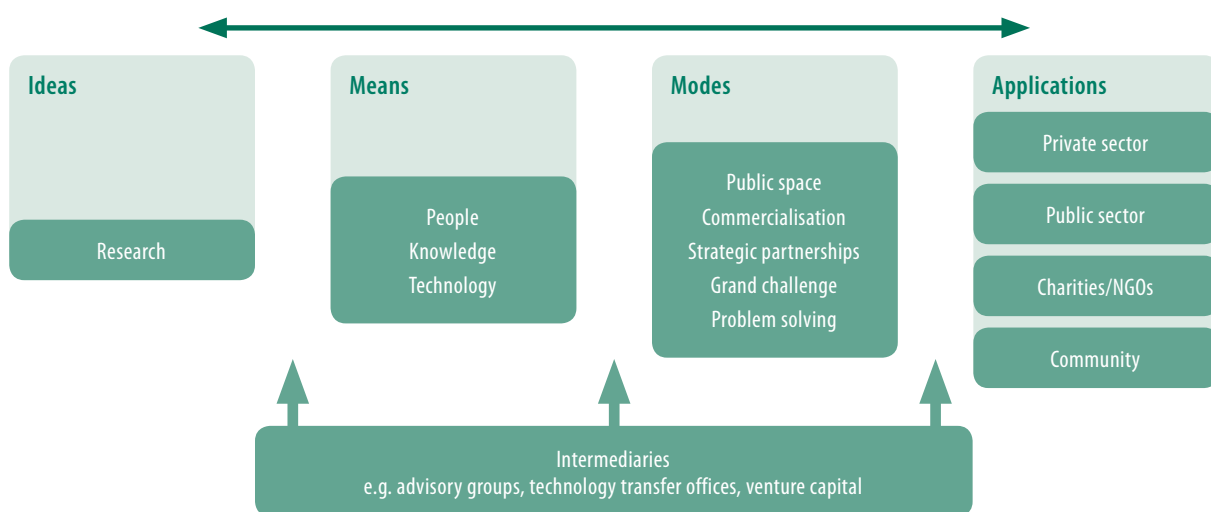 Ideas
Research
Means
People
Knowledge
Technology
Modes
Public space
Commercialisation
Strategic partnerships
Grand challenge
Problem solving
Applications
Private sector
Public sector
Charities/NGOs
Community
Intermediaries
e.g. advisory groups, technology transfer offices, venture capital